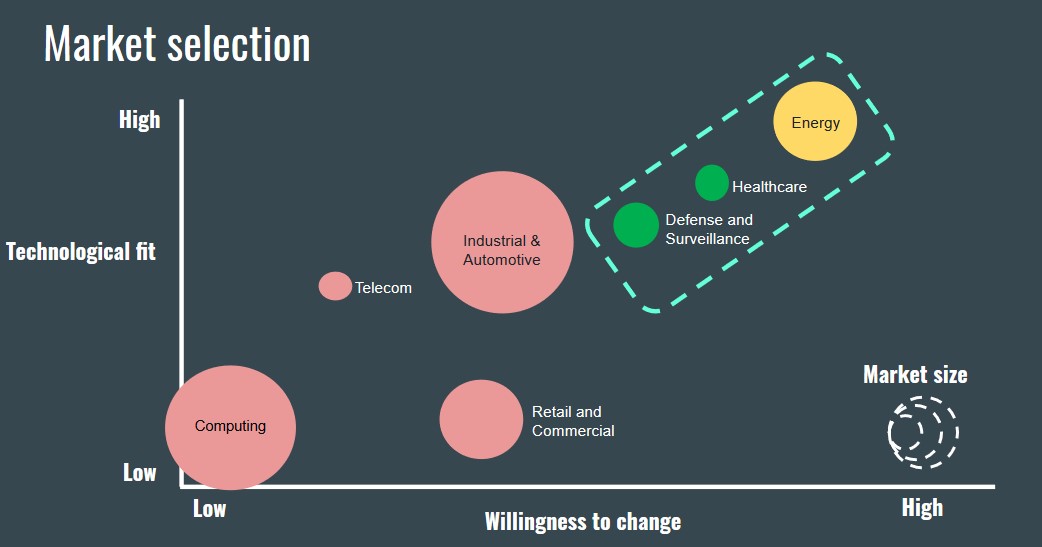 Market selection
High
Energy
Healthcare
Defense and
Surveillance
Industrial &
Automotive
Technological fit
Telecom
Market size
Retail and
Commercial
Computing
Low
Low
High
Willingness to change